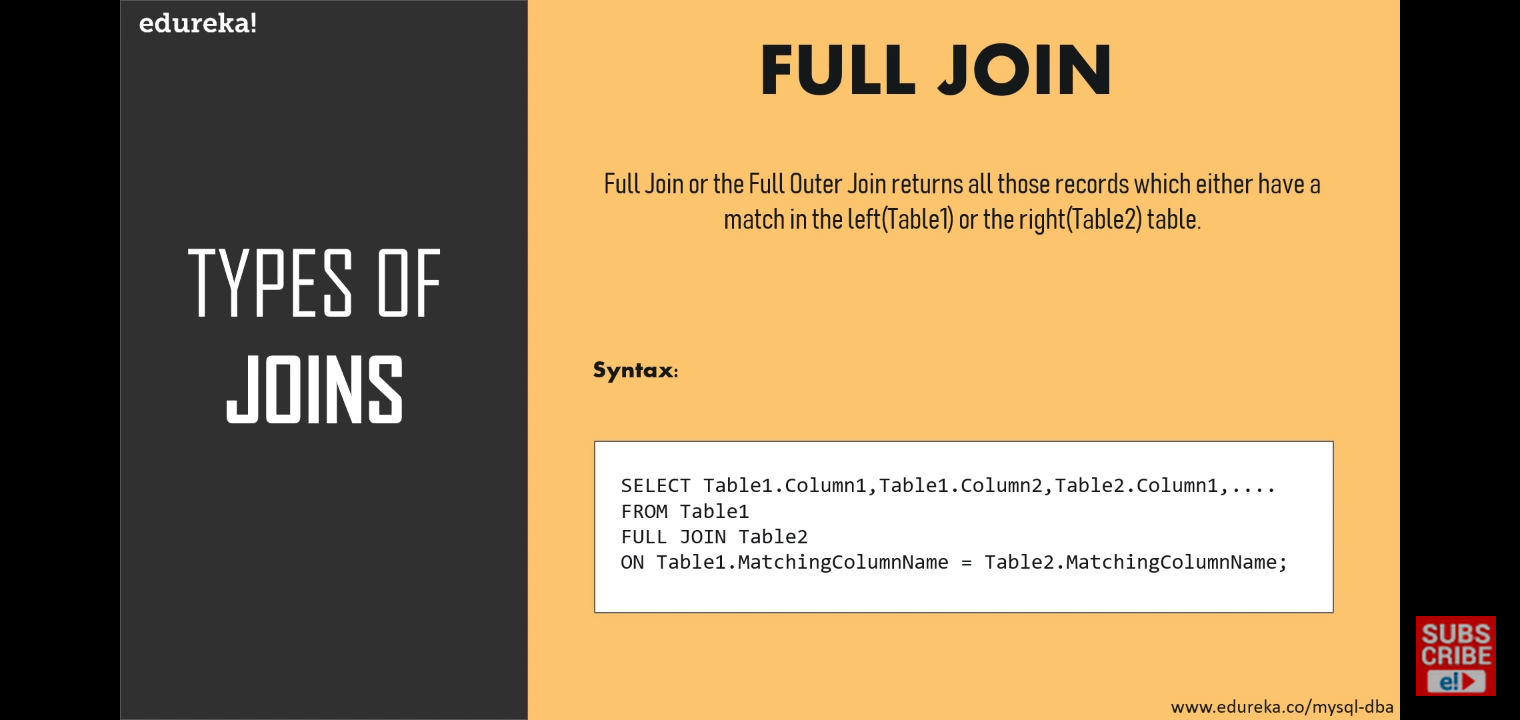 edureka!
TYPES OF
JOINS
FULL JOIN
Full Join or the Full Outer Join returns all those records which either have a
match in the left(Table1) or the right(Table2) table.
Syntax:
SELECT Table1.Column1,Table1.Column2,Table2.Column1,....
FROM Table1
FULL JOIN Table2
ON Table1.MatchingColumnName = Table2.MatchingColumnName;
SUBS
CRIBE
e!
www.edureka.co/mysql-dba